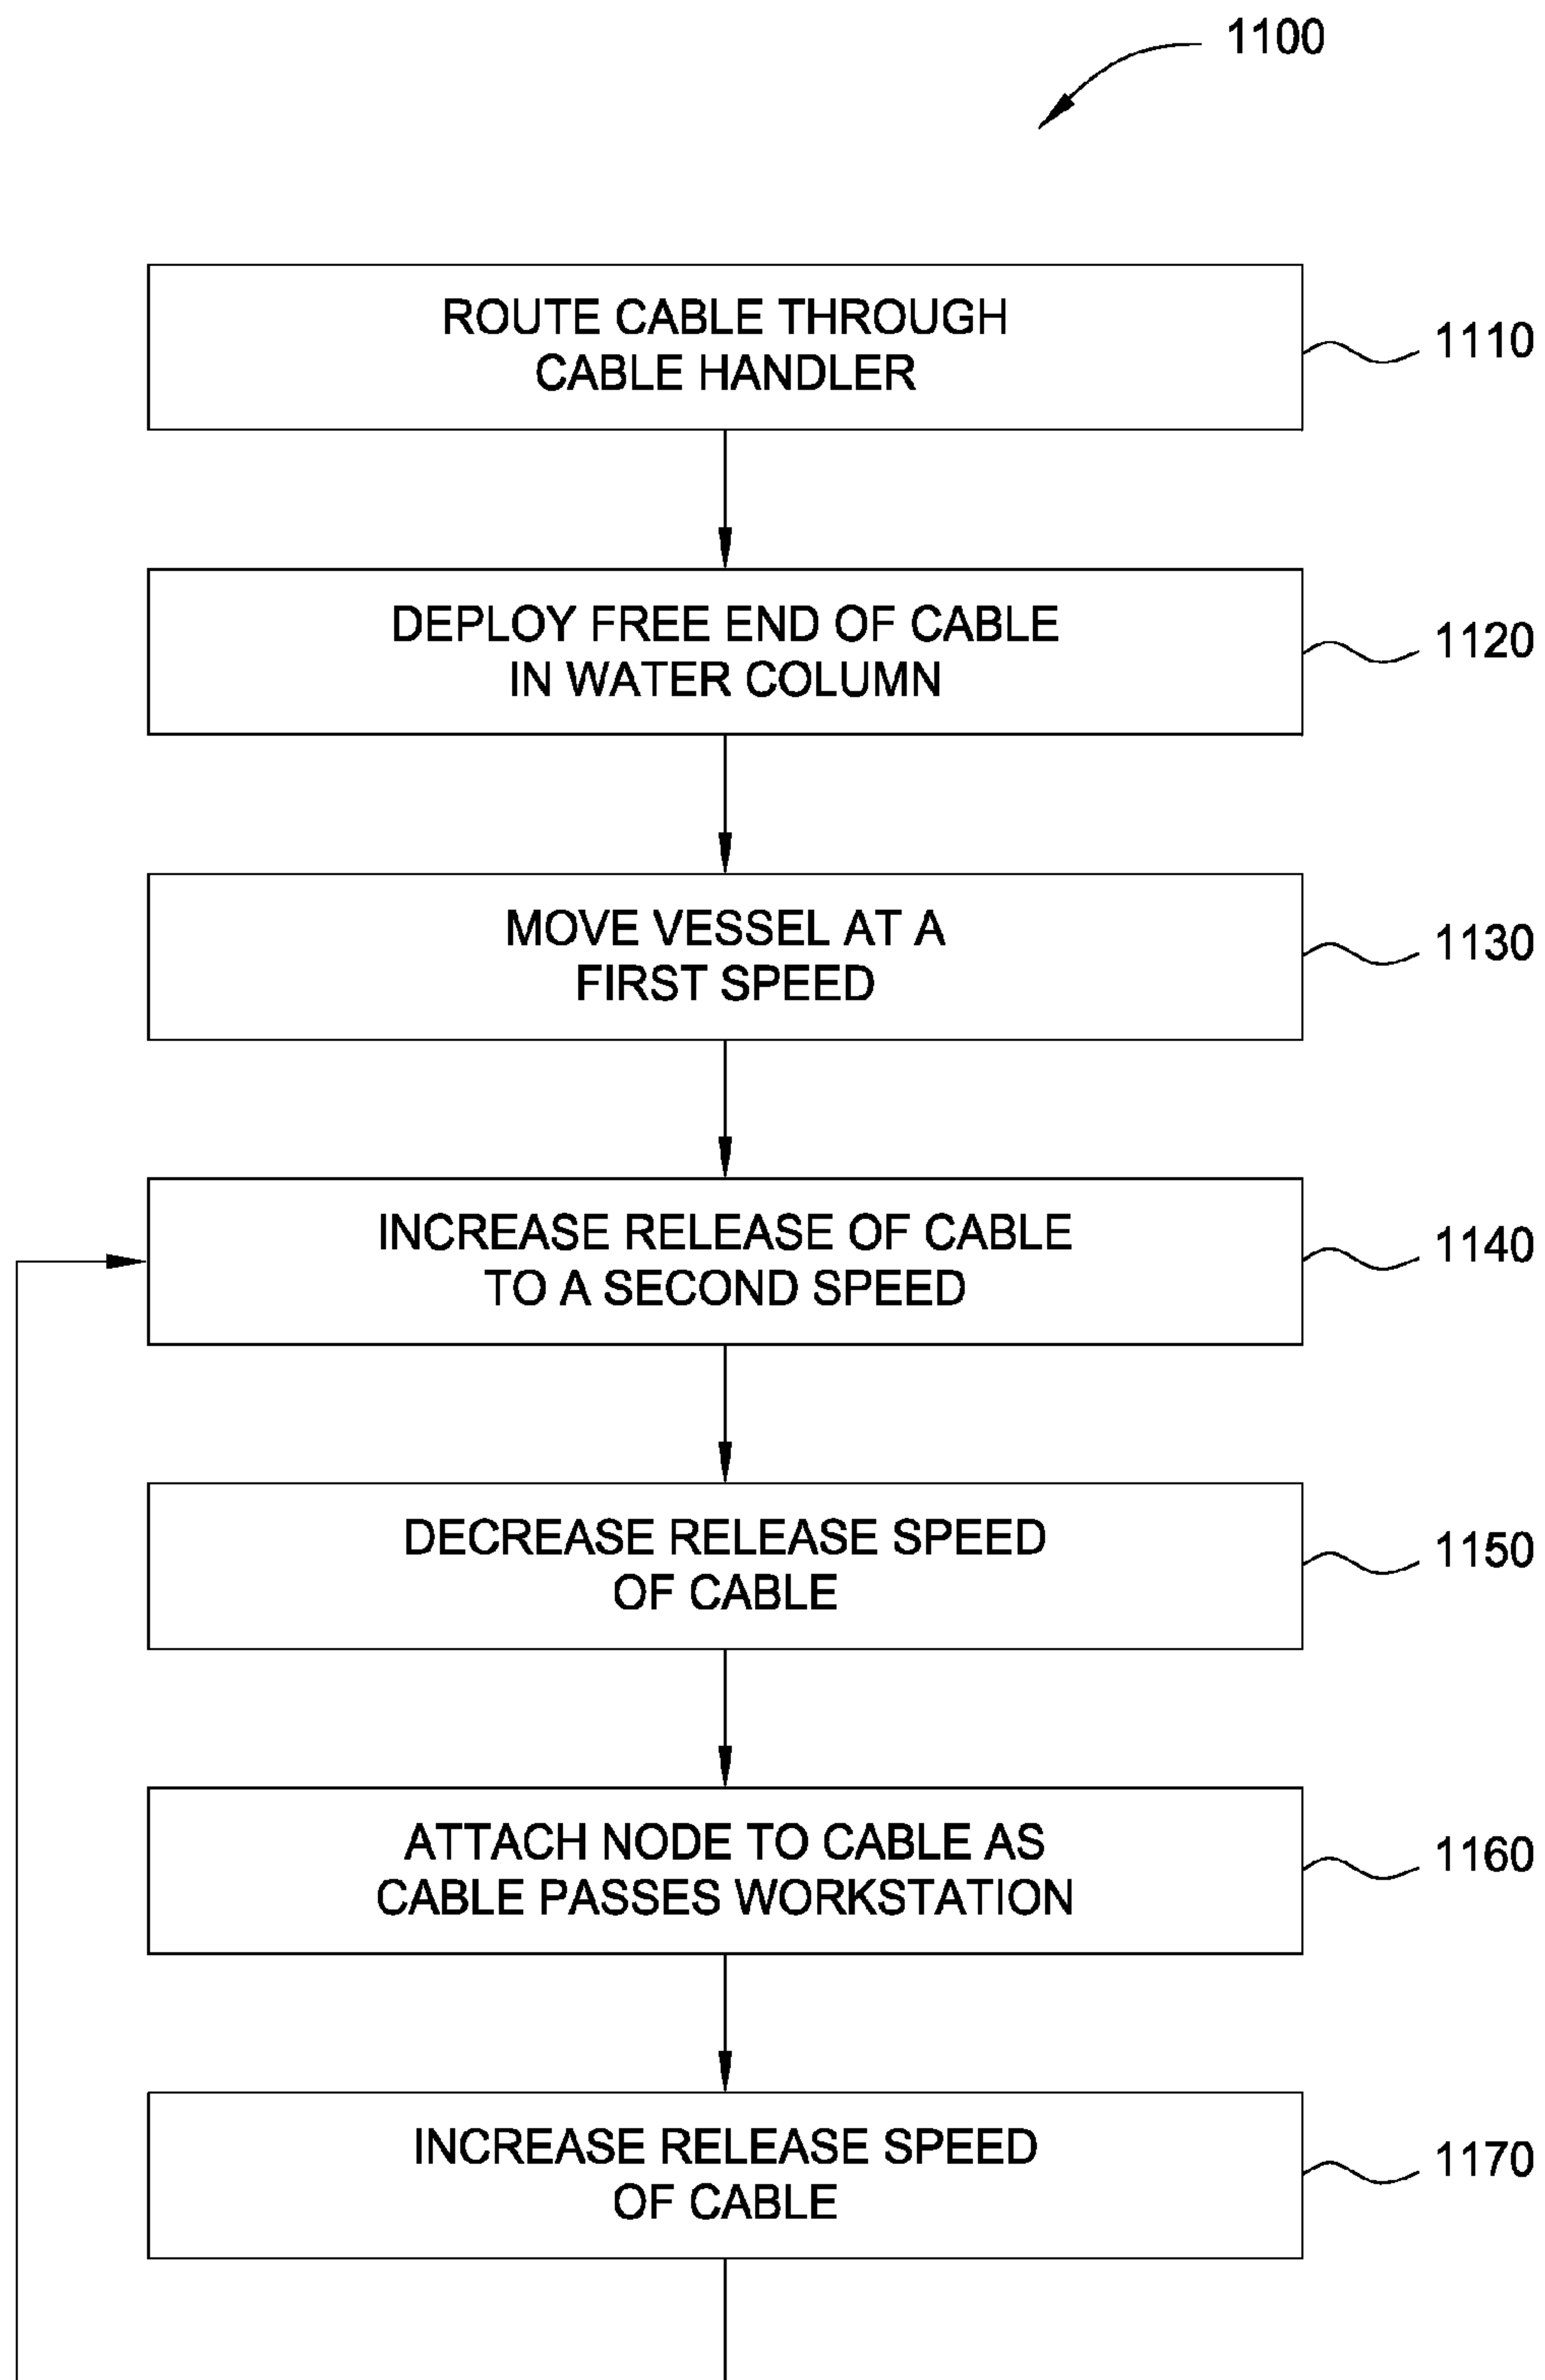 1100
ROUTE CABLE THROUGH
CABLE HANDLER
1110
DEPLOY FREE END OF CABLE
IN WATER COLUMN
1120
MOVE VESSEL AT A
FIRST SPEED
1130
INCREASE RELEASE OF CABLE
TO A SECOND SPEED
1140
DECREASE RELEASE SPEED
OF CABLE
1150
ATTACH NODE TO CABLE AS
CABLE PASSES WORKSTATION
1160
INCREASE RELEASE SPEED
OF CABLE
1170